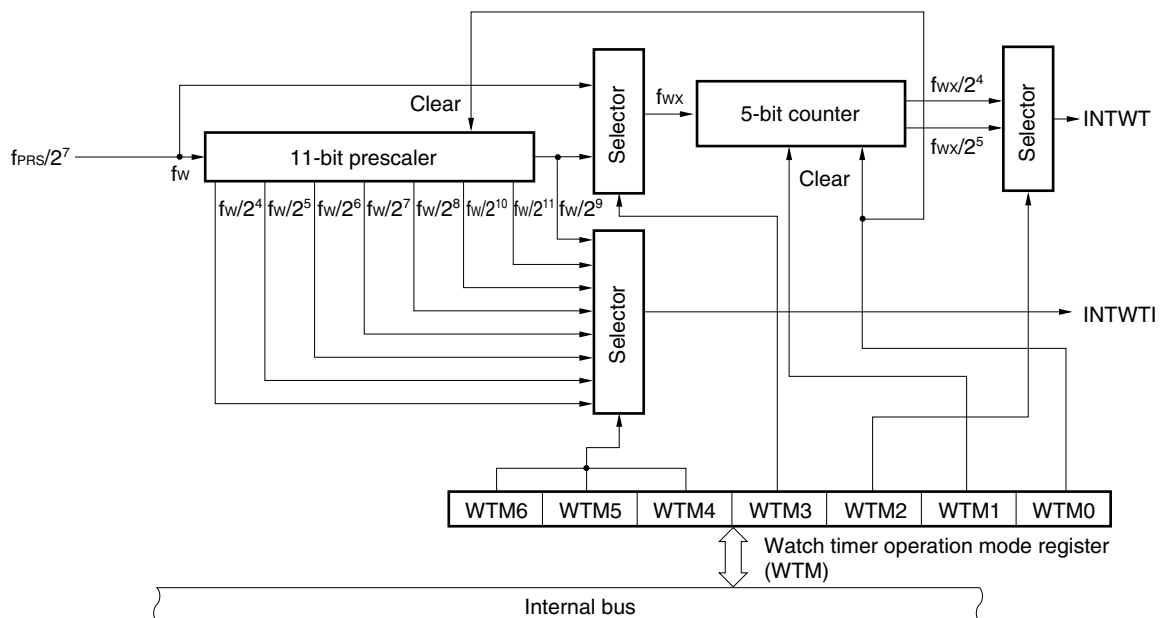 fWX/2⁴
Clear
fWX
Selector
5-bit counter
Selector
INTWT
fPRS/2⁷
11-bit prescaler
fWX/2⁵
fW
Clear
fW/2⁴
fW/2⁵
fW/2⁶
fW/2⁷
fW/2⁸
fW/2¹⁰
fW/2¹¹
fW/2⁹
Selector
INTWTI
WTM6
WTM5
WTM4
WTM3
WTM2
WTM1
WTM0
Watch timer operation mode register
(WTM)
Internal bus